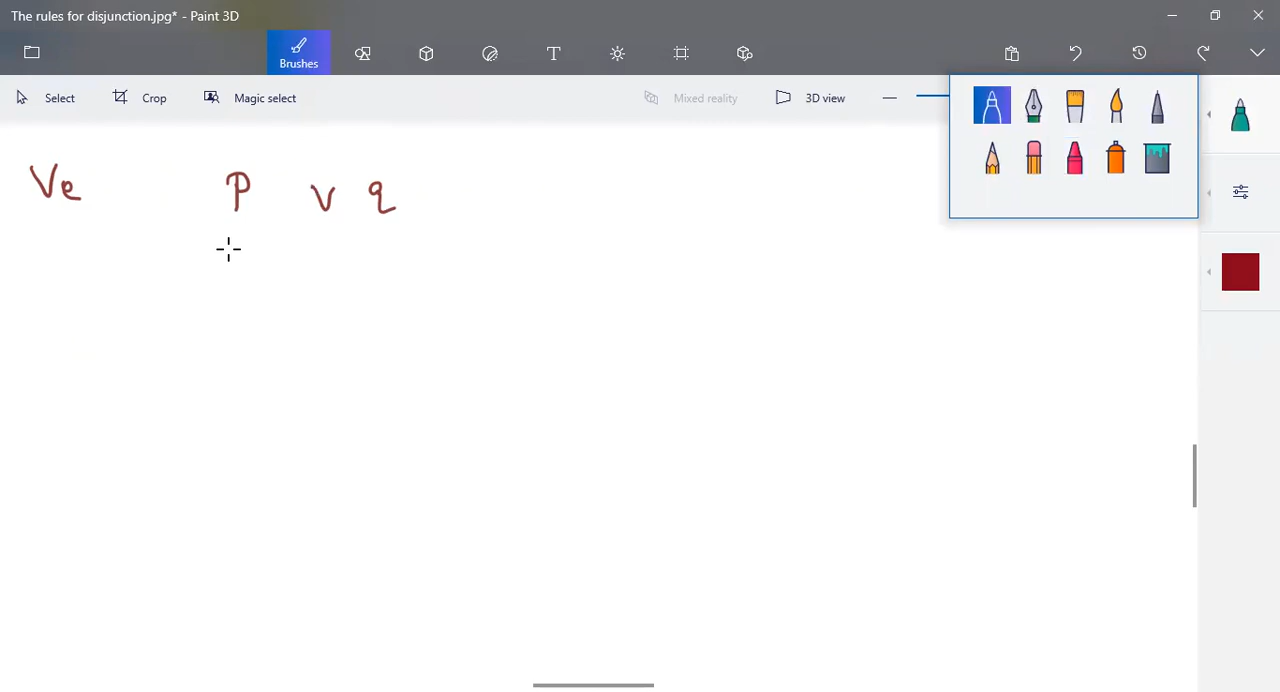 The rules for disjunction.jpg* - Paint 3D
Brushes
Select Crop Magic select Mixed reality 3D view
Ve p v q